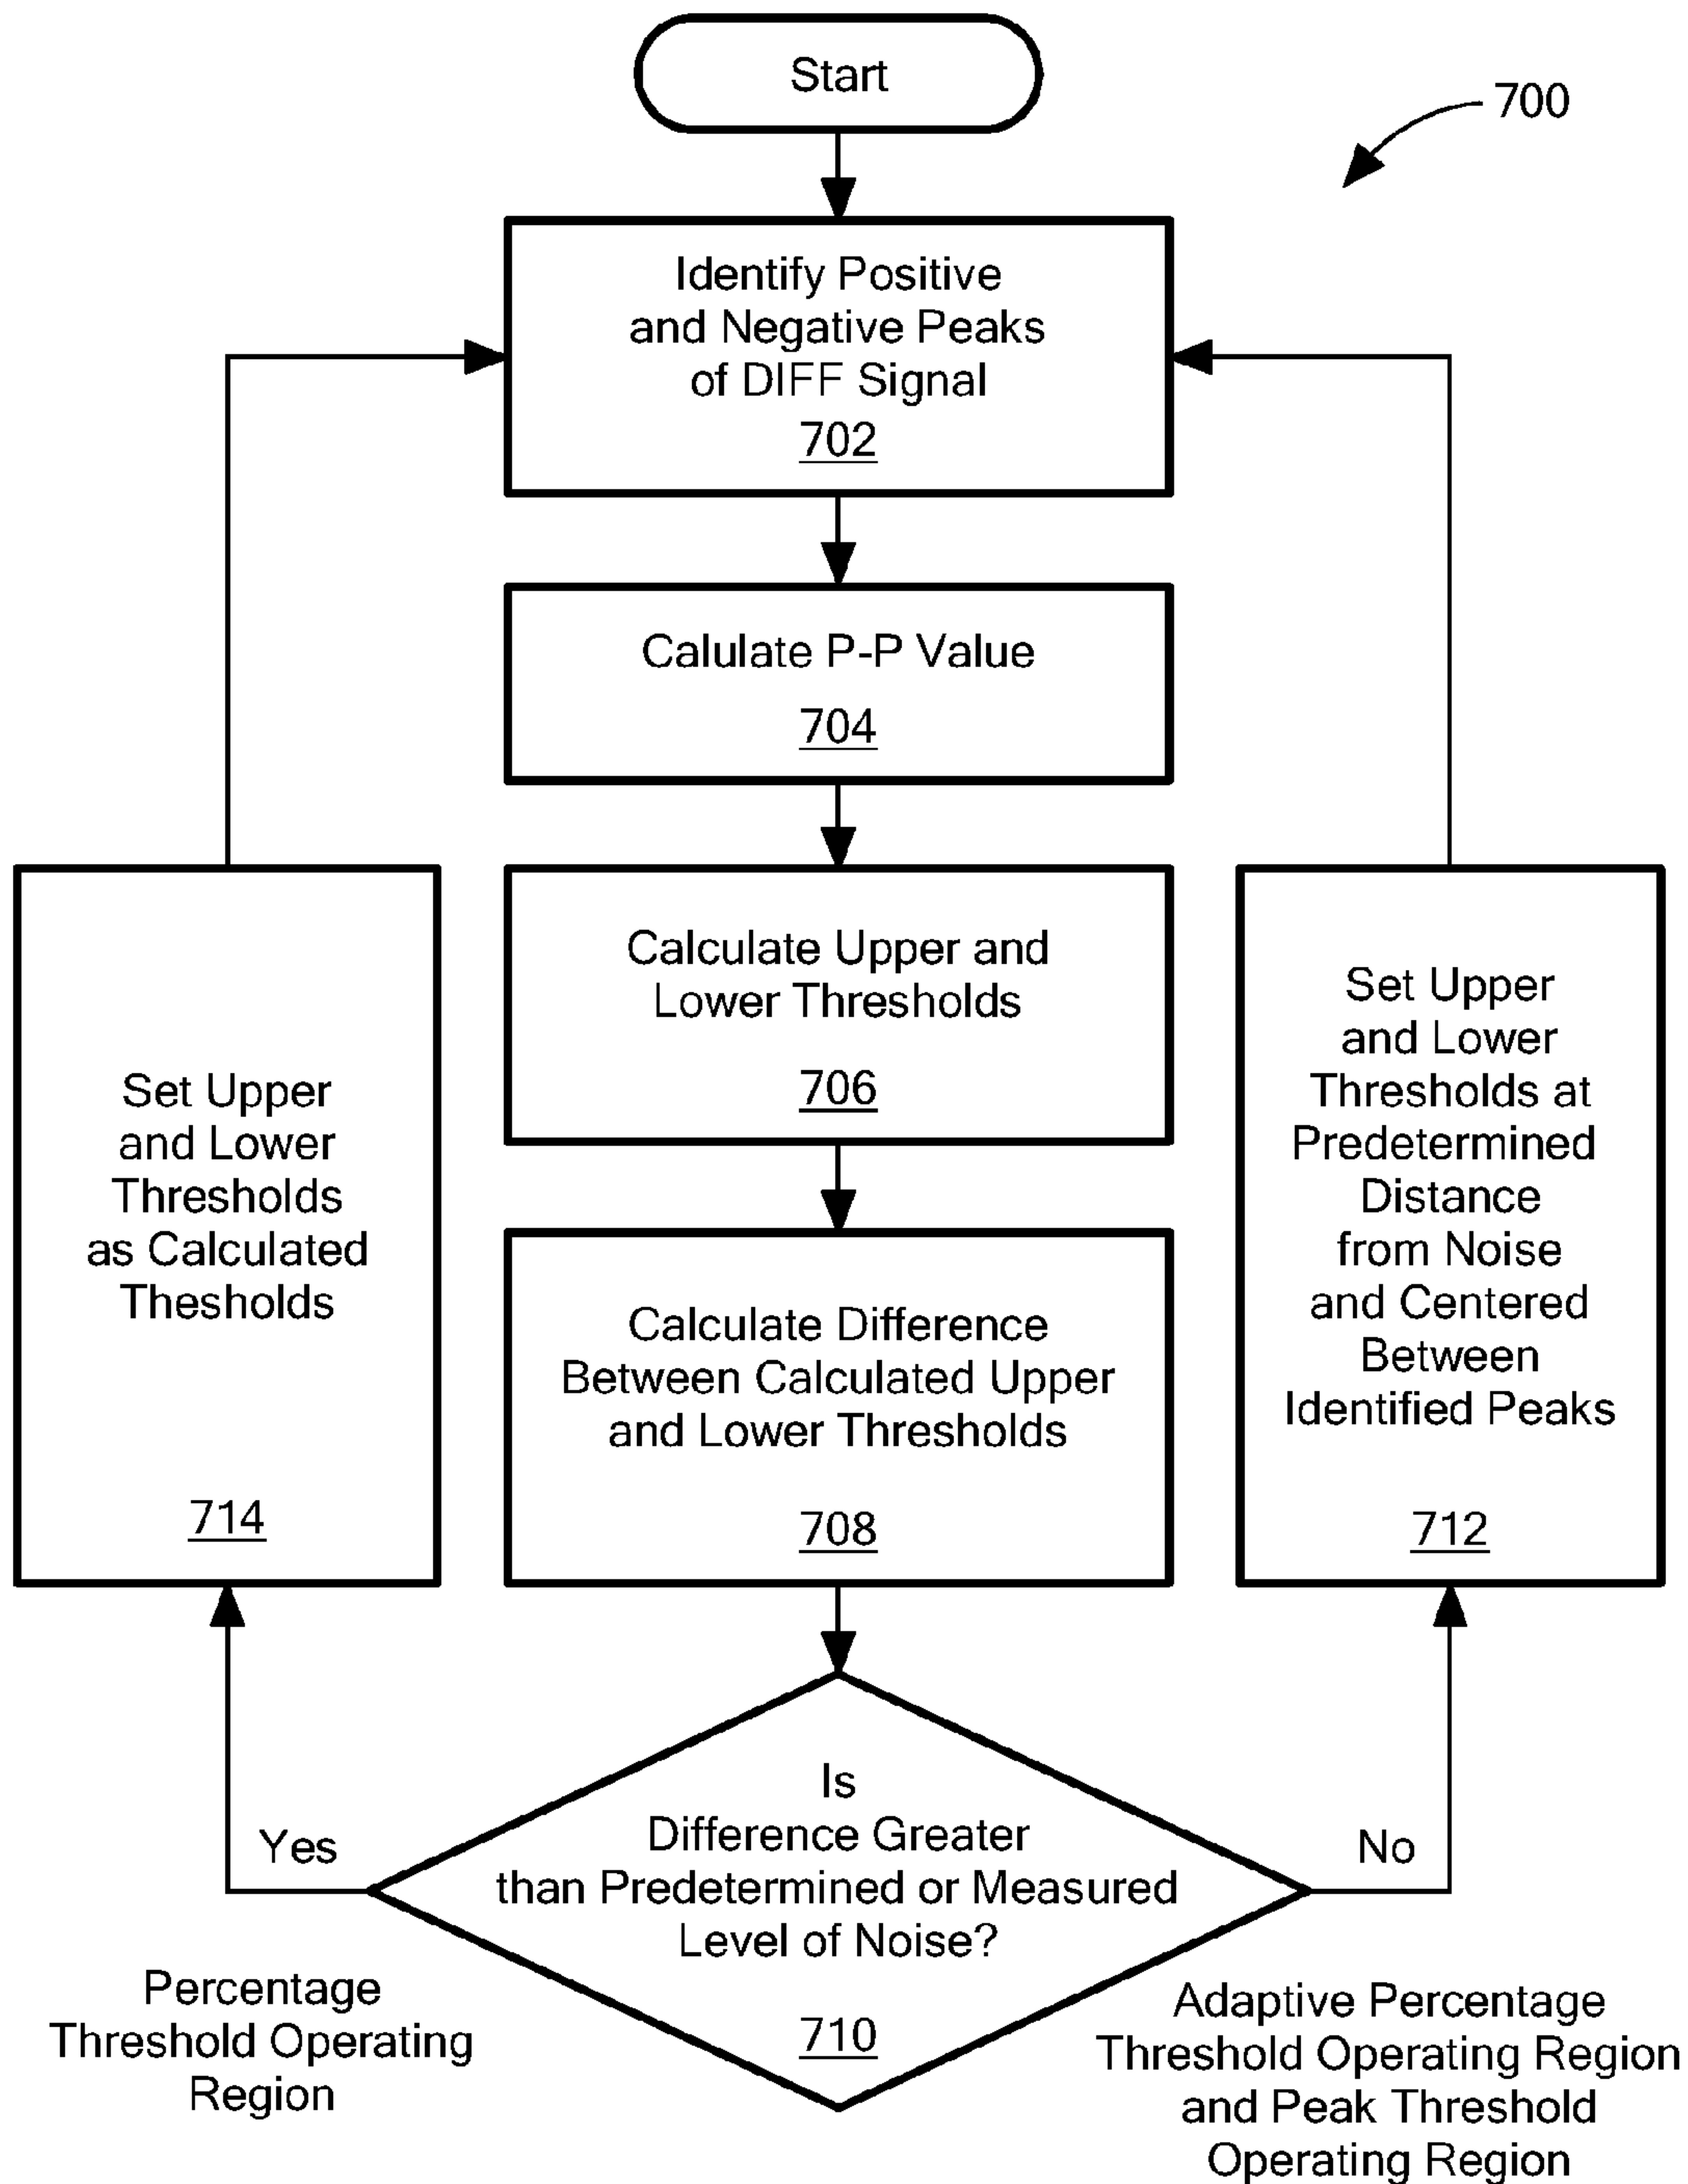 Start
700
Identify Positive
and Negative Peaks
of DIFF Signal
702
Calulate P-P Value
704
Calculate Upper and
Lower Thresholds
706
Calculate Difference
Between Calculated Upper
and Lower Thresholds
708
Is
Difference Greater
than Predetermined or Measured
Level of Noise?
710
Yes
Percentage
Threshold Operating
Region
Set Upper
and Lower
Thresholds
as Calculated
Thesholds
714
No
Adaptive Percentage
Threshold Operating Region
and Peak Threshold
Operating Region
Set Upper
and Lower
Thresholds at
Predetermined
Distance
from Noise
and Centered
Between
Identified Peaks
712